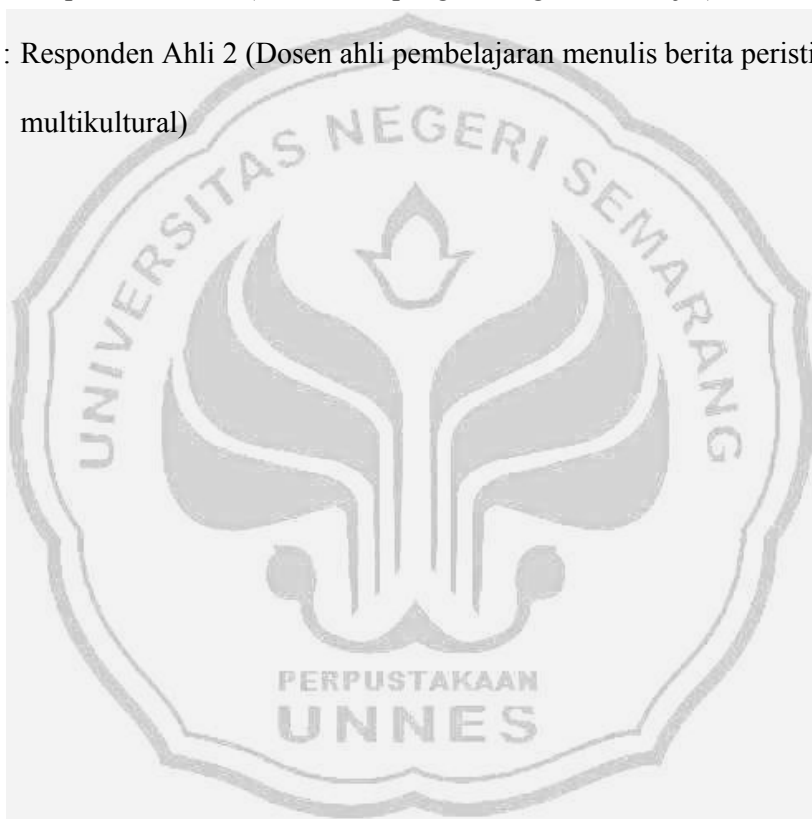 : Responden Ahli 2 (Dosen ahli pembelajaran menulis berita peristi
multikultural)
UNIVERSITAS NEGERI SEMARANG
PERPUSTAKAAN
UNNES